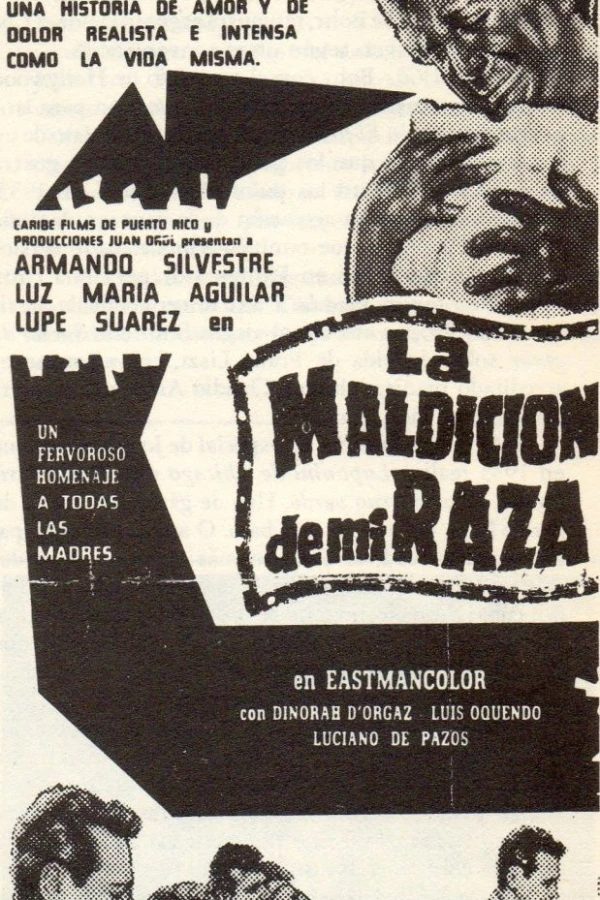 UNA HISTORIA DE AMOR Y DE
DOLOR REALISTA E INTENSA
COMO LA VIDA MISMA.
CARIBE FILMS DE PUERTO RICO y
PRODUCCIONES JUAN OROL presentan a
ARMANDO SILVESTRE
LUZ MARIA AGUILAR
LUPE SUAREZ en
La
MALDICION
de mi RAZA
UN
FERVOROSO
HOMENAJE
A TODAS
LAS
MADRES.
en EASTMANCOLOR
con DINORAH D'ORGAZ LUIS OQUENDO
LUCIANO DE PAZOS